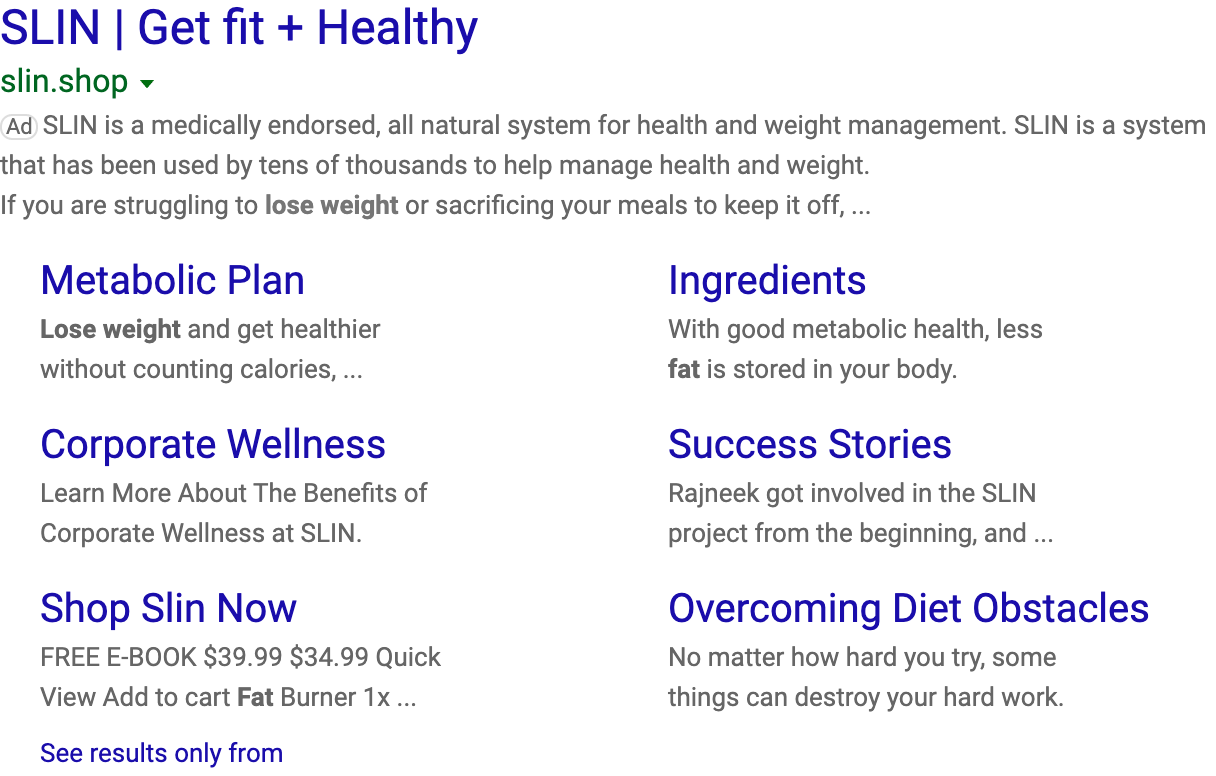 SLIN | Get fit + Healthy
slin.shop
Ad SLIN is a medically endorsed, all natural system for health and weight management. SLIN is a system
that has been used by tens of thousands to help manage health and weight.
If you are struggling to lose weight or sacrificing your meals to keep it off, ...
Metabolic Plan
Lose weight and get healthier
without counting calories, ...
Ingredients
With good metabolic health, less
fat is stored in your body.
Corporate Wellness
Learn More About The Benefits of
Corporate Wellness at SLIN.
Success Stories
Rajneek got involved in the SLIN
project from the beginning, and ...
Shop Slin Now
FREE E-BOOK $39.99 $34.99 Quick
View Add to cart Fat Burner 1x ...
Overcoming Diet Obstacles
No matter how hard you try, some
things can destroy your hard work.
See results only from